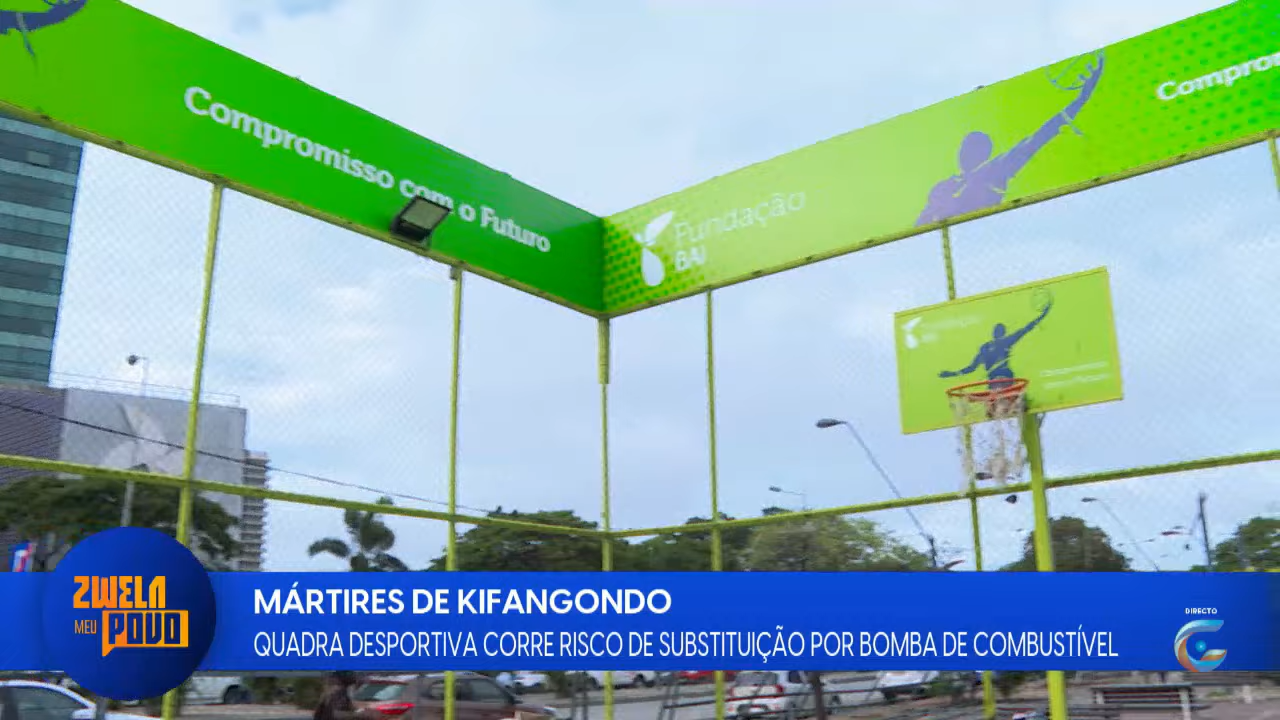 Compromisso com o Futuro
Fundação
BAI
Compro
ZWELA
MEU POVO
MÁRTIRES DE KIFANGONDO
QUADRA DESPORTIVA CORRE RISCO DE SUBSTITUIÇÃO POR BOMBA DE COMBUSTÍVEL
DIRECTO